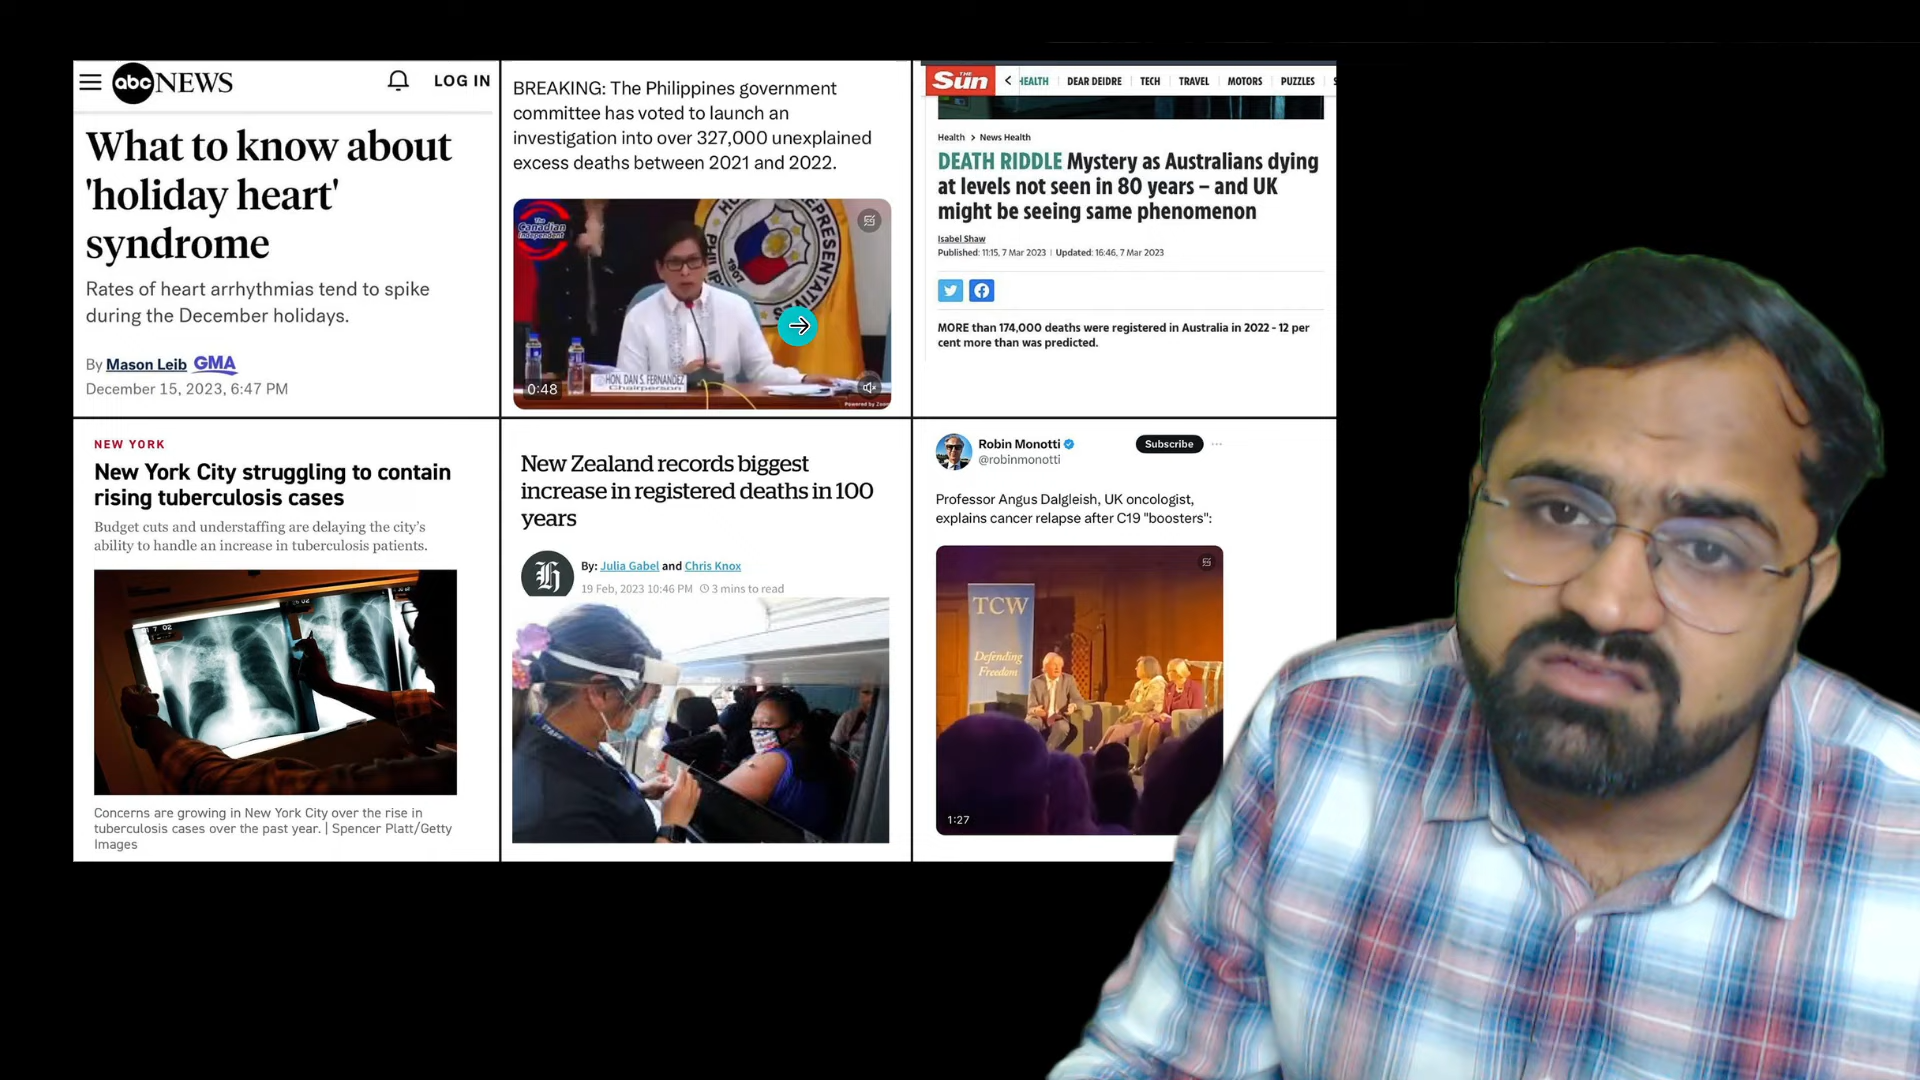 abc NEWS
LOG IN
What to know about
'holiday heart'
syndrome
Rates of heart arrhythmias tend to spike
during the December holidays.
By Mason Leib GMA
December 15, 2023, 6:47 PM
BREAKING: The Philippines government
committee has voted to launch an
investigation into over 327,000 unexplained
excess deaths between 2021 and 2022.
The
Canadian
Independent
PHILIP
REPRESENTATIVES
1907
HON. DAN S. FERNANDEZ
Chairperson
0:48
Powered by Zoom
THE Sun
HEALTH
DEAR DEIDRE
TECH
TRAVEL
MOTORS
PUZZLES
Health > News Health
DEATH RIDDLE Mystery as Australians dying
at levels not seen in 80 years – and UK
might be seeing same phenomenon
Isabel Shaw
Published: 11:15, 7 Mar 2023 | Updated: 16:46, 7 Mar 2023
MORE than 174,000 deaths were registered in Australia in 2022 - 12 per
cent more than was predicted.
NEW YORK
New York City struggling to contain
rising tuberculosis cases
Budget cuts and understaffing are delaying the city's
ability to handle an increase in tuberculosis patients.
Concerns are growing in New York City over the rise in
tuberculosis cases over the past year. | Spencer Platt/Getty
Images
New Zealand records biggest
increase in registered deaths in 100
years
By: Julia Gabel and Chris Knox
19 Feb, 2023 10:46 PM 3 mins to read
Robin Monotti
@robinmonotti
Subscribe
Professor Angus Dalgleish, UK oncologist,
explains cancer relapse after C19 "boosters":
TCW
Defending
Freedom
1:27